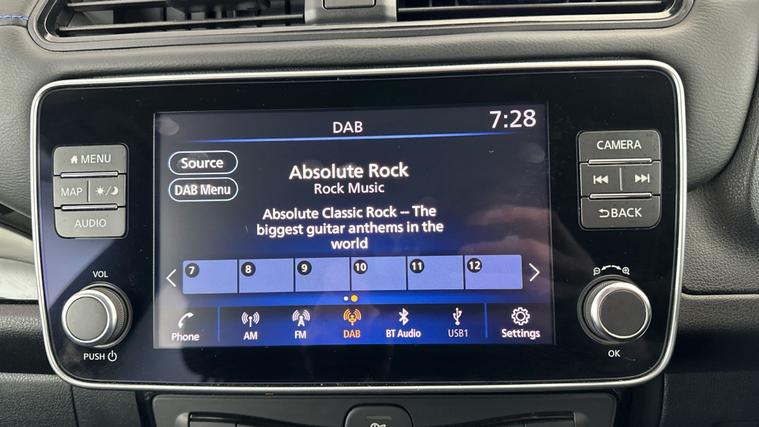 DAB
7:28
Source
DAB Menu
Absolute Rock
Rock Music
Absolute Classic Rock -- The
biggest guitar anthems in the
world
7 8 9 10 11 12
Phone AM FM DAB BT Audio USB1 Settings
MENU
MAP
AUDIO
VOL
PUSH
CAMERA
BACK
OK